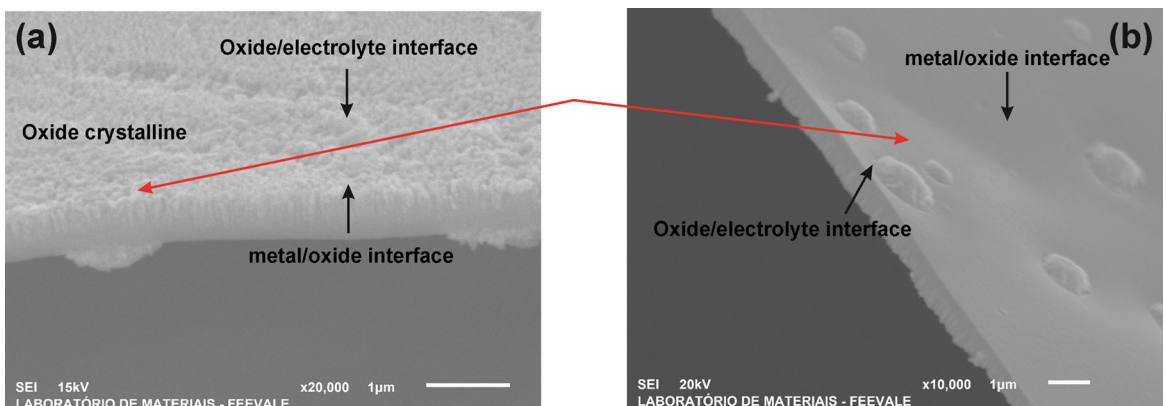 (a)
Oxide/electrolyte interface
Oxide crystalline
metal/oxide interface
SEI 15kV x20,000 1µm
LABORATÓRIO DE MATERIAIS - FEEVALE
(b)
metal/oxide interface
Oxide/electrolyte interface
SEI 20kV x10,000 1µm
LABORATÓRIO DE MATERIAIS - FEEVALE